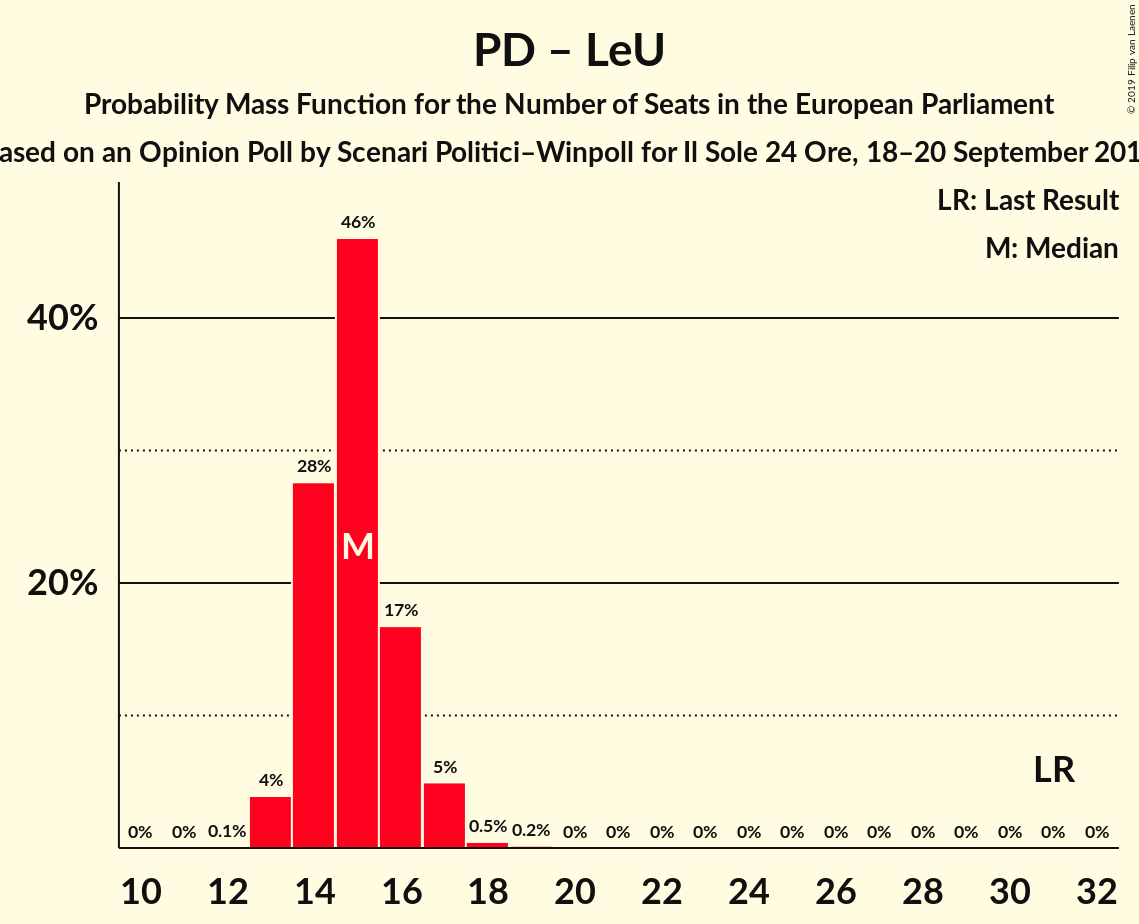 PD – LeU
Probability Mass Function for the Number of Seats in the European Parliament
ased on an Opinion Poll by Scenari Politici–Winpoll for Il Sole 24 Ore, 18–20 September 201
© 2019 Filip van Laenen
LR: Last Result
M: Median
46%
40%
28%
M
20%
17%
LR
4%
5%
0% 0% 0.1% 0.5% 0.2% 0% 0% 0% 0% 0% 0% 0% 0% 0% 0% 0% 0% 0%
10 12 14 16 18 20 22 24 26 28 30 32